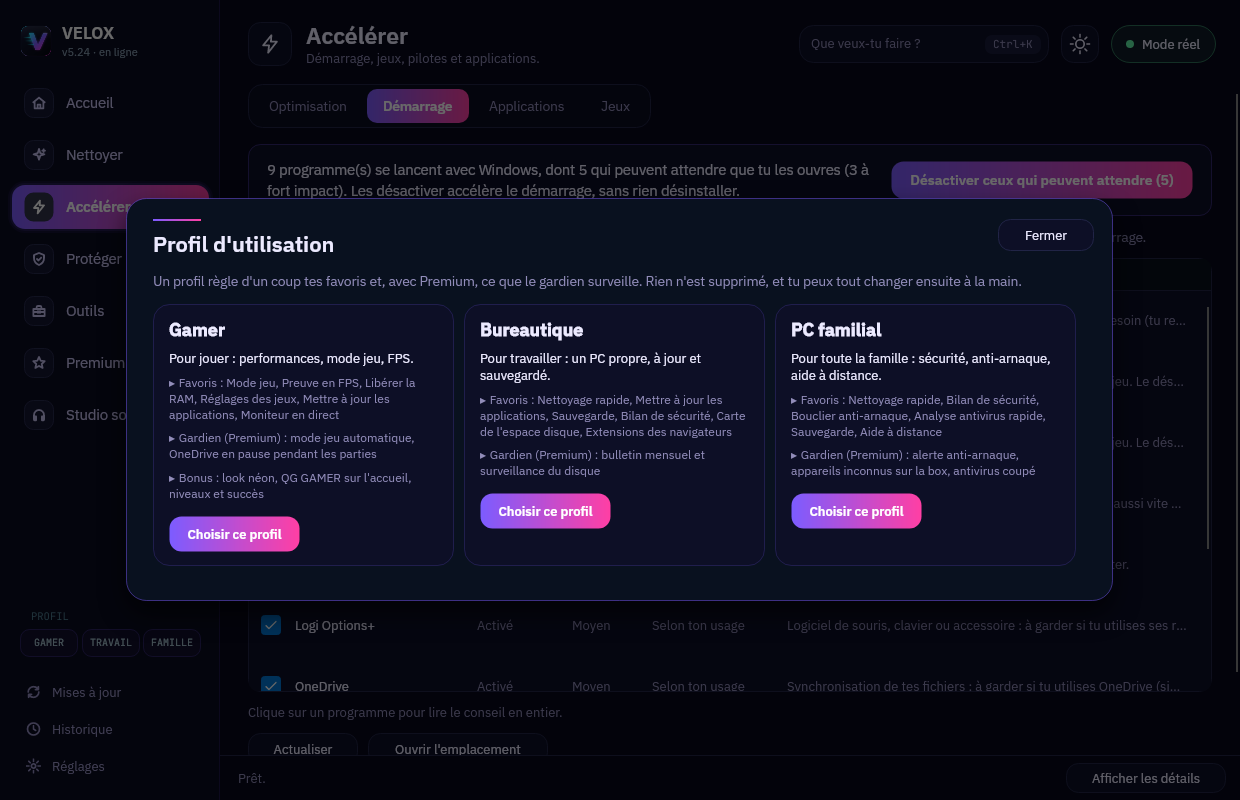 VELOX
v5.24 · en ligne
Accueil
Nettoyer
Accélérer
Protéger
Outils
Premium
Studio so
PROFIL
GAMER
TRAVAIL
FAMILLE
Mises à jour
Historique
Réglages
Accélérer
Démarrage, jeux, pilotes et applications.
Que veux-tu faire ?
Ctrl+K
Mode réel
Optimisation
Démarrage
Applications
Jeux
9 programme(s) se lancent avec Windows, dont 5 qui peuvent attendre que tu les ouvres (3 à
fort impact). Les désactiver accélère le démarrage, sans rien désinstaller.
Désactiver ceux qui peuvent attendre (5)
rrage.
esoin (tu re...
jeu. Le dés...
jeu. Le dés...
aussi vite ...
ter.
Profil d'utilisation
Fermer
Un profil règle d'un coup tes favoris et, avec Premium, ce que le gardien surveille. Rien n'est supprimé, et tu peux tout changer ensuite à la main.
Gamer
Pour jouer : performances, mode jeu, FPS.
▸ Favoris : Mode jeu, Preuve en FPS, Libérer la
RAM, Réglages des jeux, Mettre à jour les
applications, Moniteur en direct
▸ Gardien (Premium) : mode jeu automatique,
OneDrive en pause pendant les parties
▸ Bonus : look néon, QG GAMER sur l'accueil,
niveaux et succès
Choisir ce profil
Bureautique
Pour travailler : un PC propre, à jour et
sauvegardé.
▸ Favoris : Nettoyage rapide, Mettre à jour les
applications, Sauvegarde, Bilan de sécurité, Carte
de l'espace disque, Extensions des navigateurs
▸ Gardien (Premium) : bulletin mensuel et
surveillance du disque
Choisir ce profil
PC familial
Pour toute la famille : sécurité, anti-arnaque,
aide à distance.
▸ Favoris : Nettoyage rapide, Bilan de sécurité,
Bouclier anti-arnaque, Analyse antivirus rapide,
Sauvegarde, Aide à distance
▸ Gardien (Premium) : alerte anti-arnaque,
appareils inconnus sur la box, antivirus coupé
Choisir ce profil
Logi Options+
Activé
Moyen
Selon ton usage
Logiciel de souris, clavier ou accessoire : à garder si tu utilises ses r...
OneDrive
Activé
Moyen
Selon ton usage
Synchronisation de tes fichiers : à garder si tu utilises OneDrive (si...
Clique sur un programme pour lire le conseil en entier.
Actualiser
Ouvrir l'emplacement
Prêt.
Afficher les détails